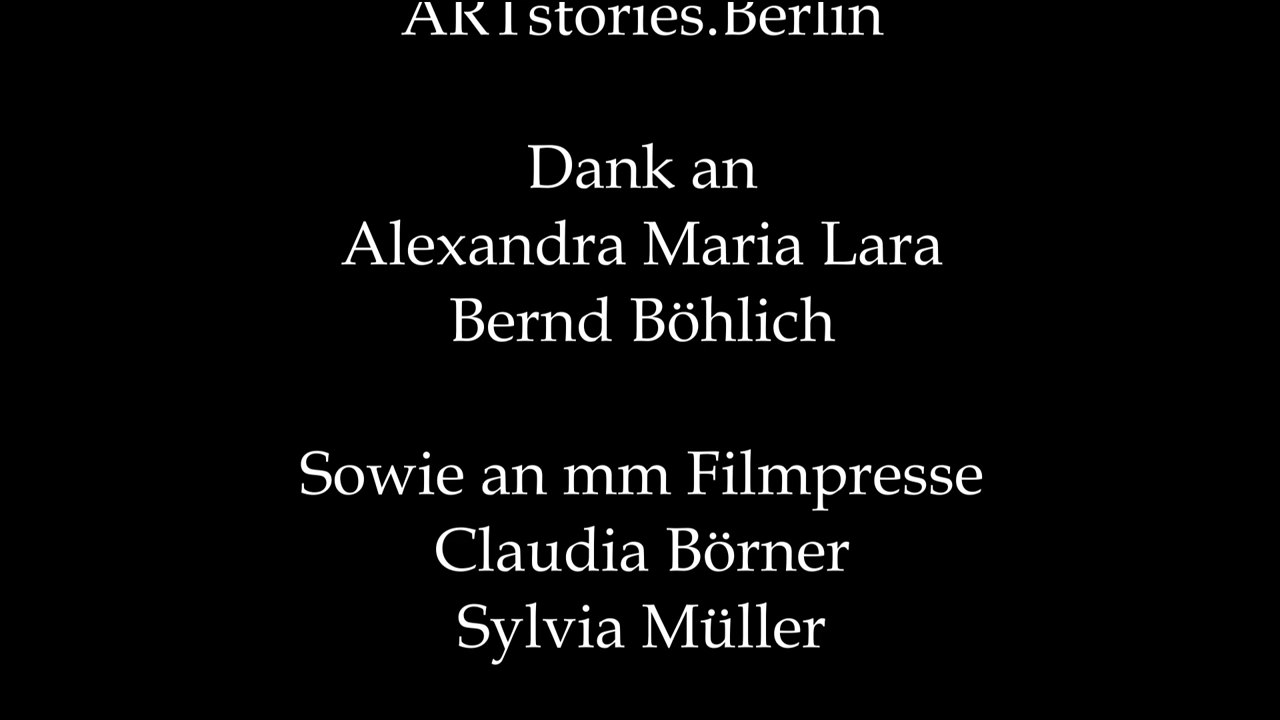 ARTstories.Berlin
Dank an
Alexandra Maria Lara
Bernd Böhlich
Sowie an mm Filmpresse
Claudia Börner
Sylvia Müller